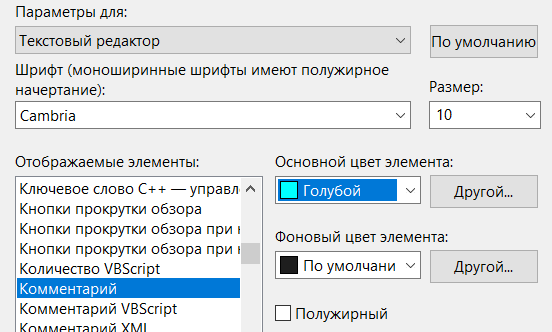 Параметры для:
Текстовый редактор
По умолчанию
Шрифт (моноширинные шрифты имеют полужирное
начертание):
Размер:
Cambria
10
Отображаемые элементы:
Ключевое слово C++ — управл
Кнопки прокрутки обзора
Кнопки прокрутки обзора при н
Кнопки прокрутки обзора при н
Количество VBScript
Комментарий
Комментарий VBScript
Комментарий XML
Основной цвет элемента:
Голубой
Другой...
Фоновый цвет элемента:
По умолчани
Другой...
Полужирный